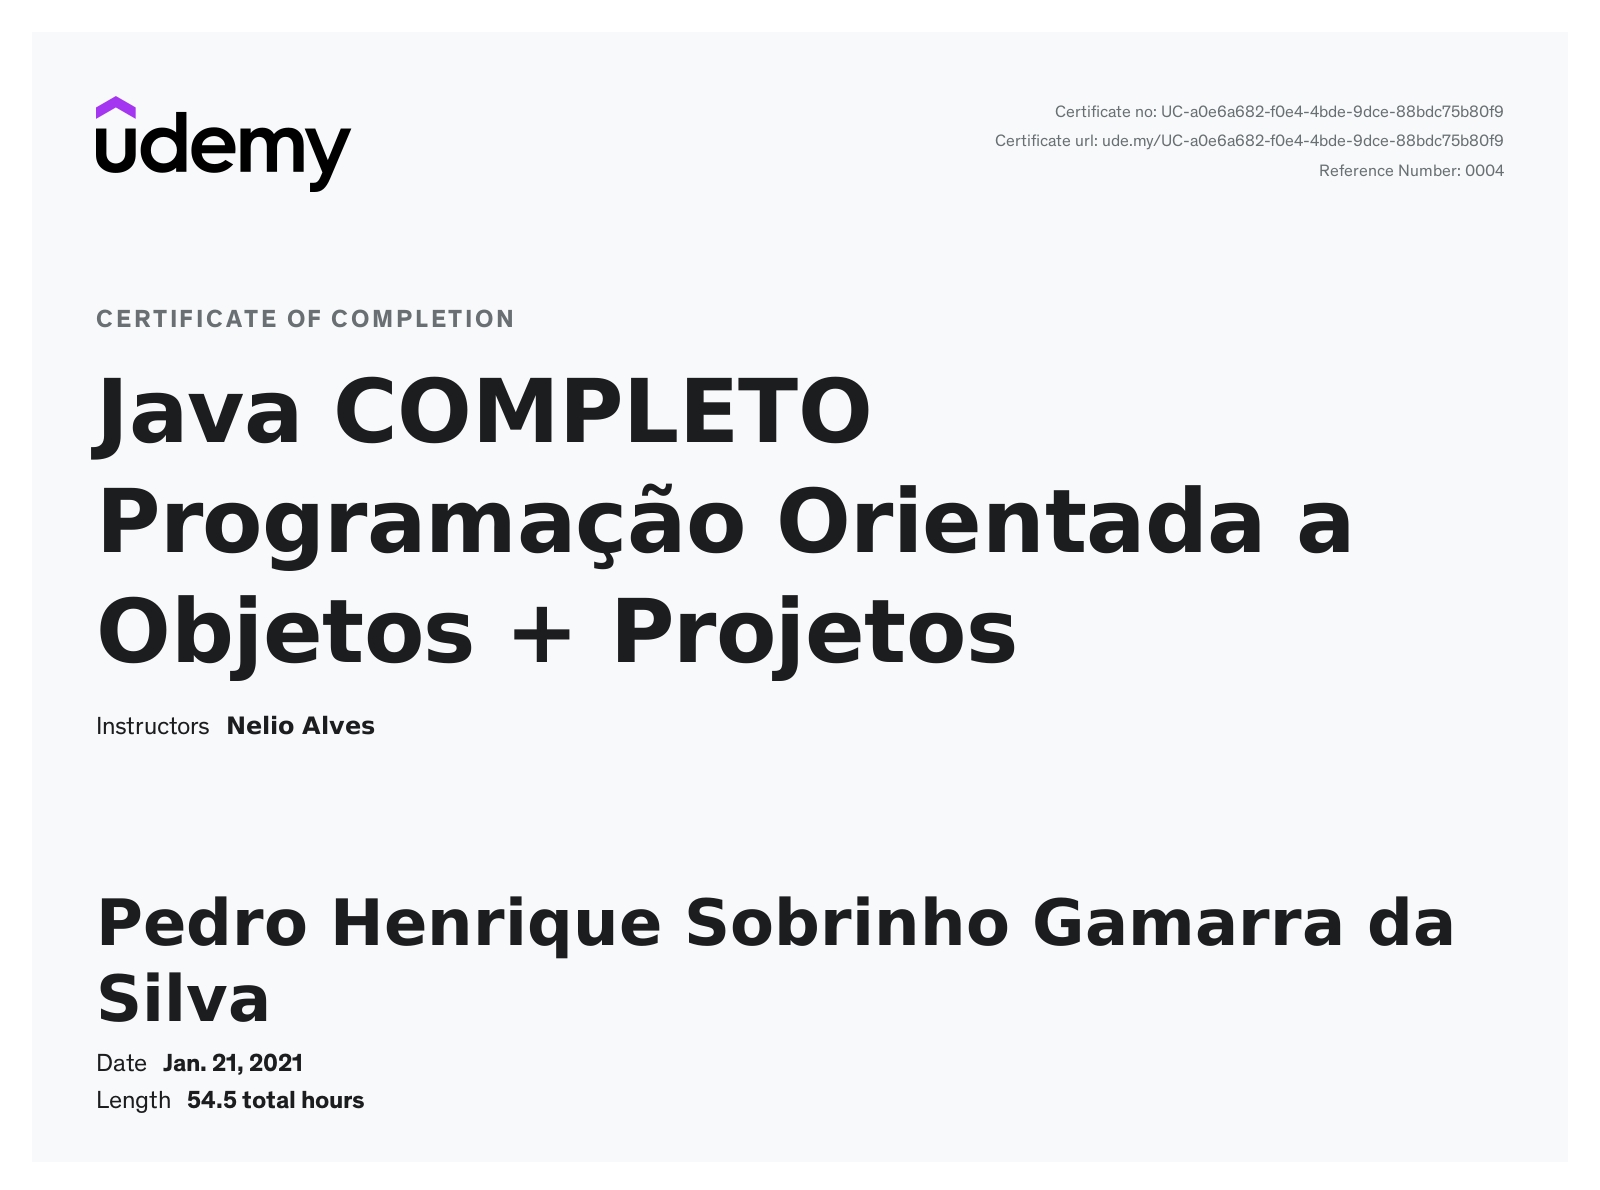 udemy
Certificate no: UC-a0e6a682-f0e4-4bde-9dce-88bdc75b80f9
Certificate url: ude.my/UC-a0e6a682-f0e4-4bde-9dce-88bdc75b80f9
Reference Number: 0004
CERTIFICATE OF COMPLETION
Java COMPLETO
Programação Orientada a
Objetos + Projetos
Instructors Nelio Alves
Pedro Henrique Sobrinho Gamarra da
Silva
Date Jan. 21, 2021
Length 54.5 total hours